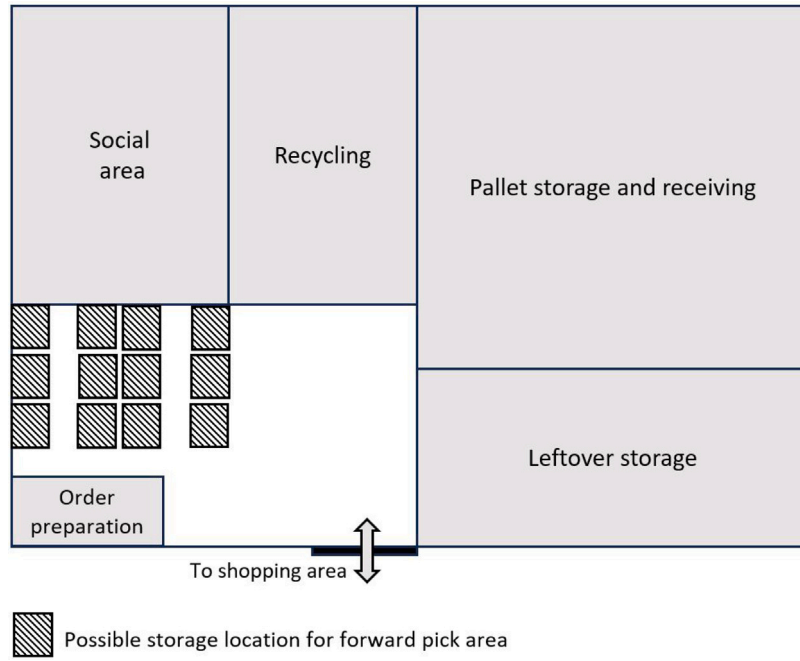 Social
area
Recycling
Pallet storage and receiving
Leftover storage
Order
preparation
To shopping area
Possible storage location for forward pick area